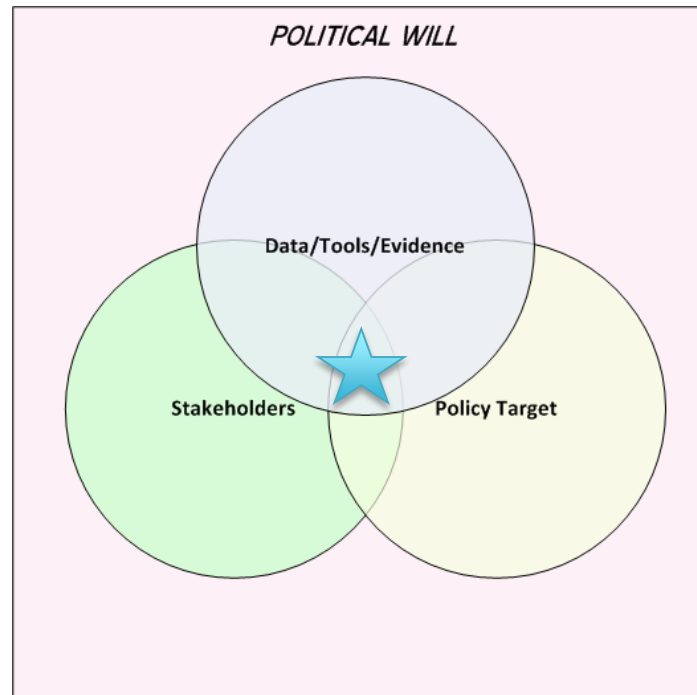 POLITICAL WILL
Data/Tools/Evidence
Stakeholders
Policy Target